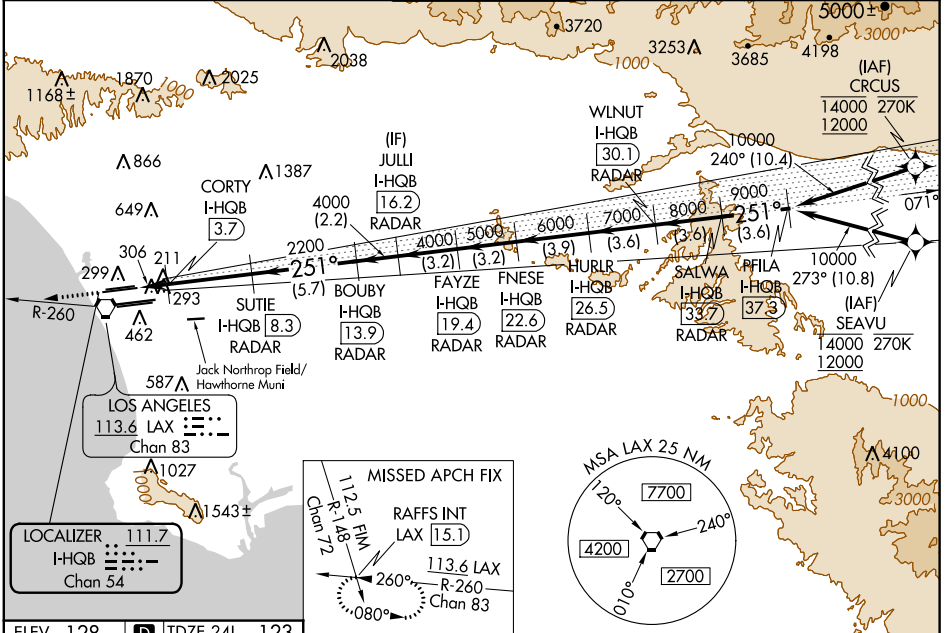 3720
5000±
3000
4198
3685
3253
1000
2038
2025
1870
1168±
(IAF)
CRCUS
14000 270K
12000
WLNUT
I-HQB
30.1
RADAR
10000
240° (10.4)
(IF)
JULLI
I-HQB
16.2
RADAR
866
1387
CORTY
I-HQB
3.7
649
4000
(2.2)
9000
251°
(3.6)
8000
(3.6)
7000
(3.6)
6000
(3.9)
5000
(3.2)
4000
(3.2)
2200
251°
(5.7)
071°
10000
273° (10.8)
306
211
299
293
R-260
462
SUTIE
I-HQB 8.3
RADAR
BOUBY
I-HQB
13.9
RADAR
FAYZE
I-HQB
19.4
RADAR
FNESE
I-HQB
22.6
RADAR
HURLR
I-HQB
26.5
RADAR
SALWA
I-HQB
33.7
RADAR
PFILA
I-HQB
37.3
(IAF)
SEAVU
14000 270K
12000
Jack Northrop Field/
Hawthorne Muni
587
LOS ANGELES
113.6 LAX
Chan 83
1027
1000
1543±
LOCALIZER 111.7
I-HQB
Chan 54
MISSED APCH FIX
112.5 FIM
R-148
Chan 72
RAFFS INT
LAX 15.1
113.6 LAX
R-260
Chan 83
260°
080°
MSA LAX 25 NM
120°
7700
240°
4200
2700
010°
1000
4100
3000
ELEV 128 D TDZE 24L 123